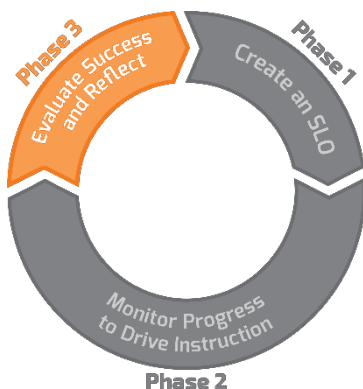 Phase 1
Create an SLO
Phase 2
Monitor Progress
to Drive Instruction
Phase 3
Evaluate Success
and Reflect